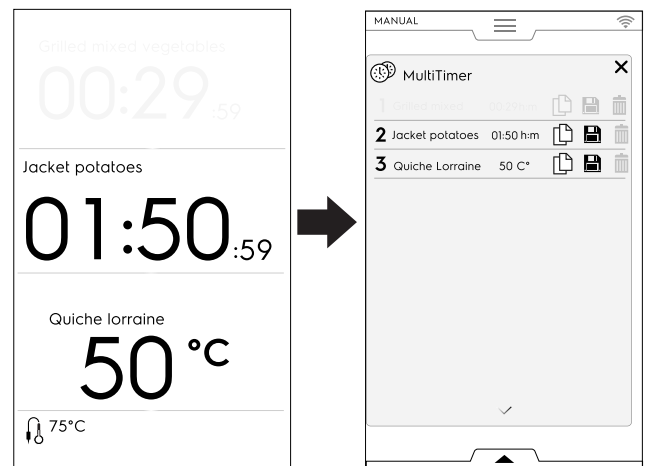 Grilled mixed vegetables
00:29:59
Jacket potatoes
01:50:59
Quiche lorraine
50 °C
75°C
MANUAL
MultiTimer
1 Grilled mixed 00:29 h:m
2 Jacket potatoes 01:50 h:m
3 Quiche Lorraine 50 C°